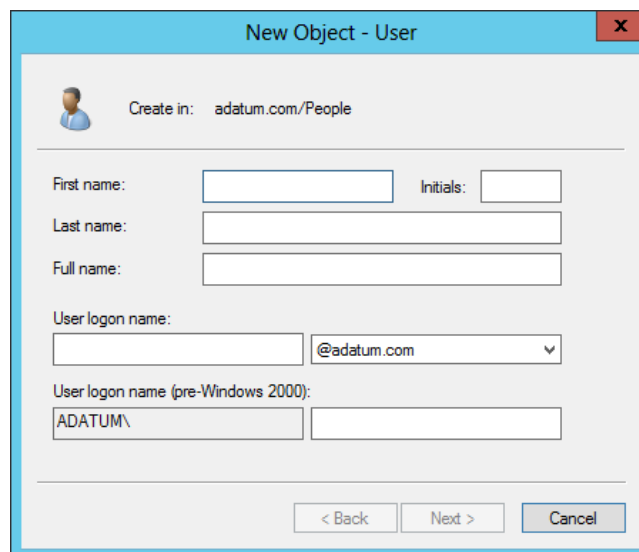 New Object - User
x
Create in: adatum.com/People
First name:
Initials:
Last name:
Full name:
User logon name:
@adatum.com
User logon name (pre-Windows 2000):
ADATUM\
< Back Next > Cancel